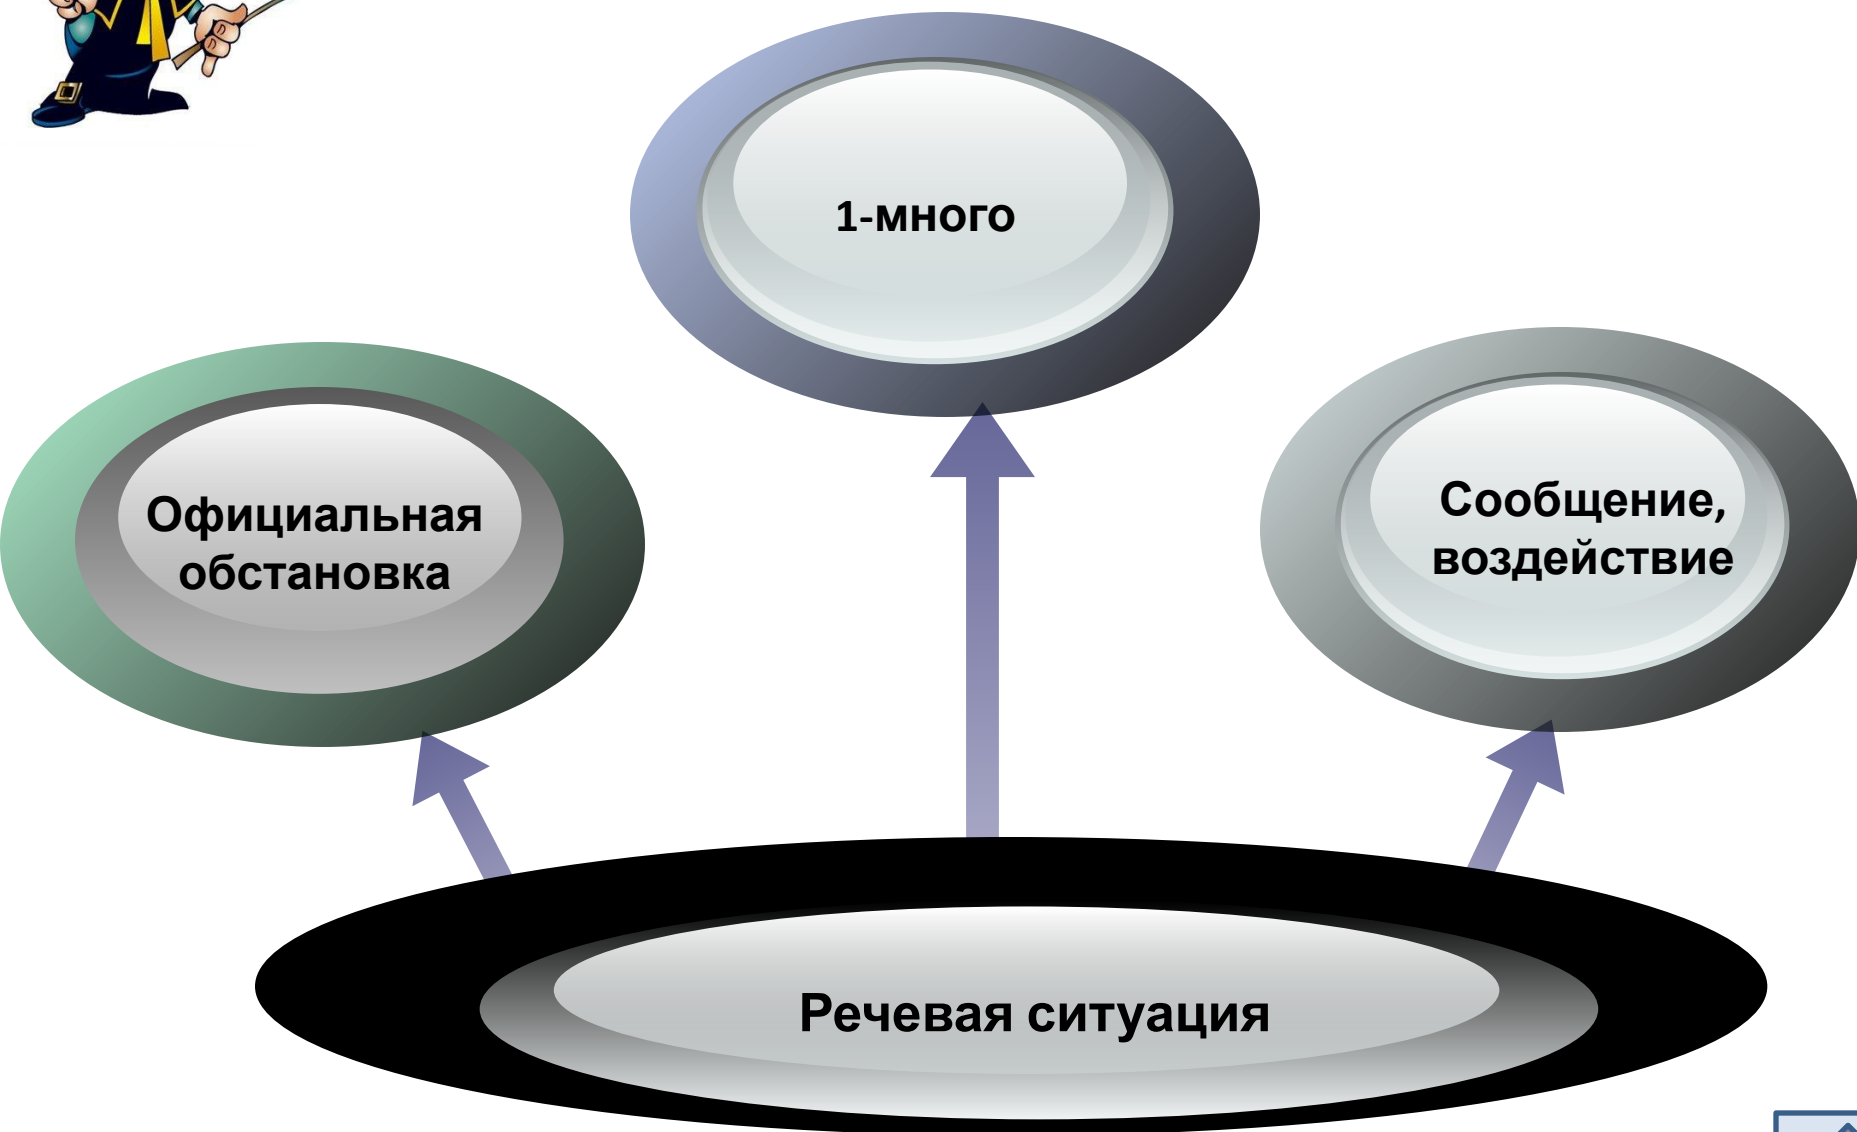 1-много
Официальная
обстановка
Сообщение,
воздействие
Речевая ситуация